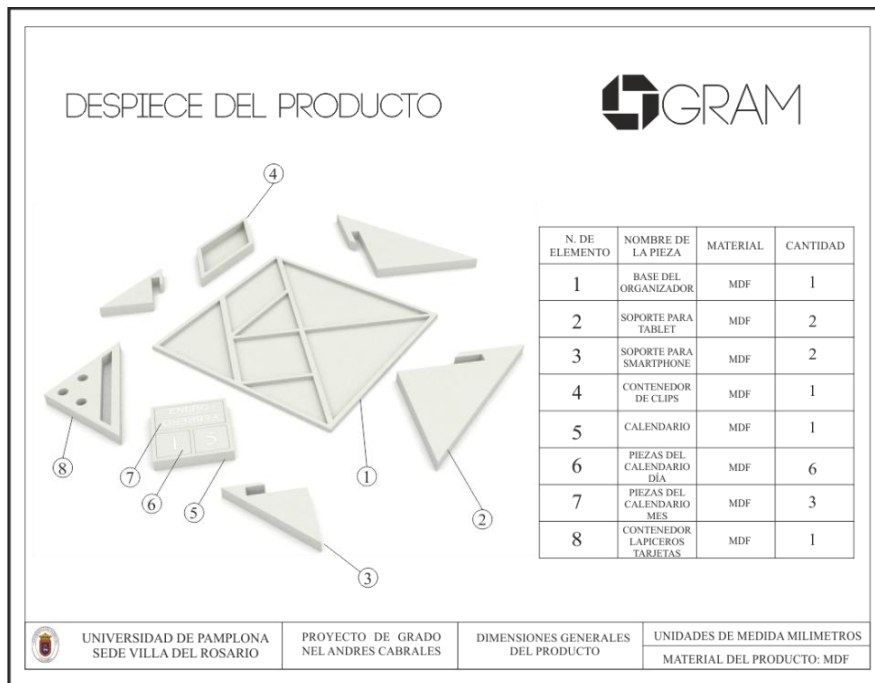 DESPIECE DEL PRODUCTO
GRAM
4
8
7
6
5
1
2
3
1 5
N. DE ELEMENTO NOMBRE DE LA PIEZA MATERIAL CANTIDAD
1 BASE DEL ORGANIZADOR MDF 1
2 SOPORTE PARA TABLET MDF 2
3 SOPORTE PARA SMARTPHONE MDF 2
4 CONTENEDOR DE CLIPS MDF 1
5 CALENDARIO MDF 1
6 PIEZAS DEL CALENDARIO DÍA MDF 6
7 PIEZAS DEL CALENDARIO MES MDF 3
8 CONTENEDOR LAPICEROS TARJETAS MDF 1
UNIVERSIDAD DE PAMPLONA
SEDE VILLA DEL ROSARIO
PROYECTO DE GRADO
NEL ANDRES CABRALES
DIMENSIONES GENERALES
DEL PRODUCTO
UNIDADES DE MEDIDA MILIMETROS
MATERIAL DEL PRODUCTO: MDF